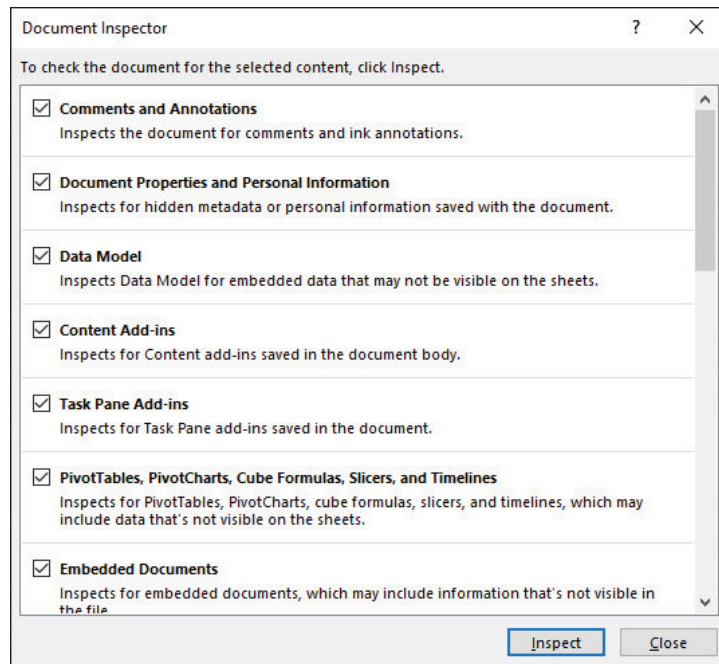 Document Inspector
To check the document for the selected content, click Inspect.
Comments and Annotations
Inspects the document for comments and ink annotations.
Document Properties and Personal Information
Inspects for hidden metadata or personal information saved with the document.
Data Model
Inspects Data Model for embedded data that may not be visible on the sheets.
Content Add-ins
Inspects for Content add-ins saved in the document body.
Task Pane Add-ins
Inspects for Task Pane add-ins saved in the document.
PivotTables, PivotCharts, Cube Formulas, Slicers, and Timelines
Inspects for PivotTables, PivotCharts, cube formulas, slicers, and timelines, which may
include data that's not visible on the sheets.
Embedded Documents
Inspects for embedded documents, which may include information that's not visible in
the file
Inspect Close